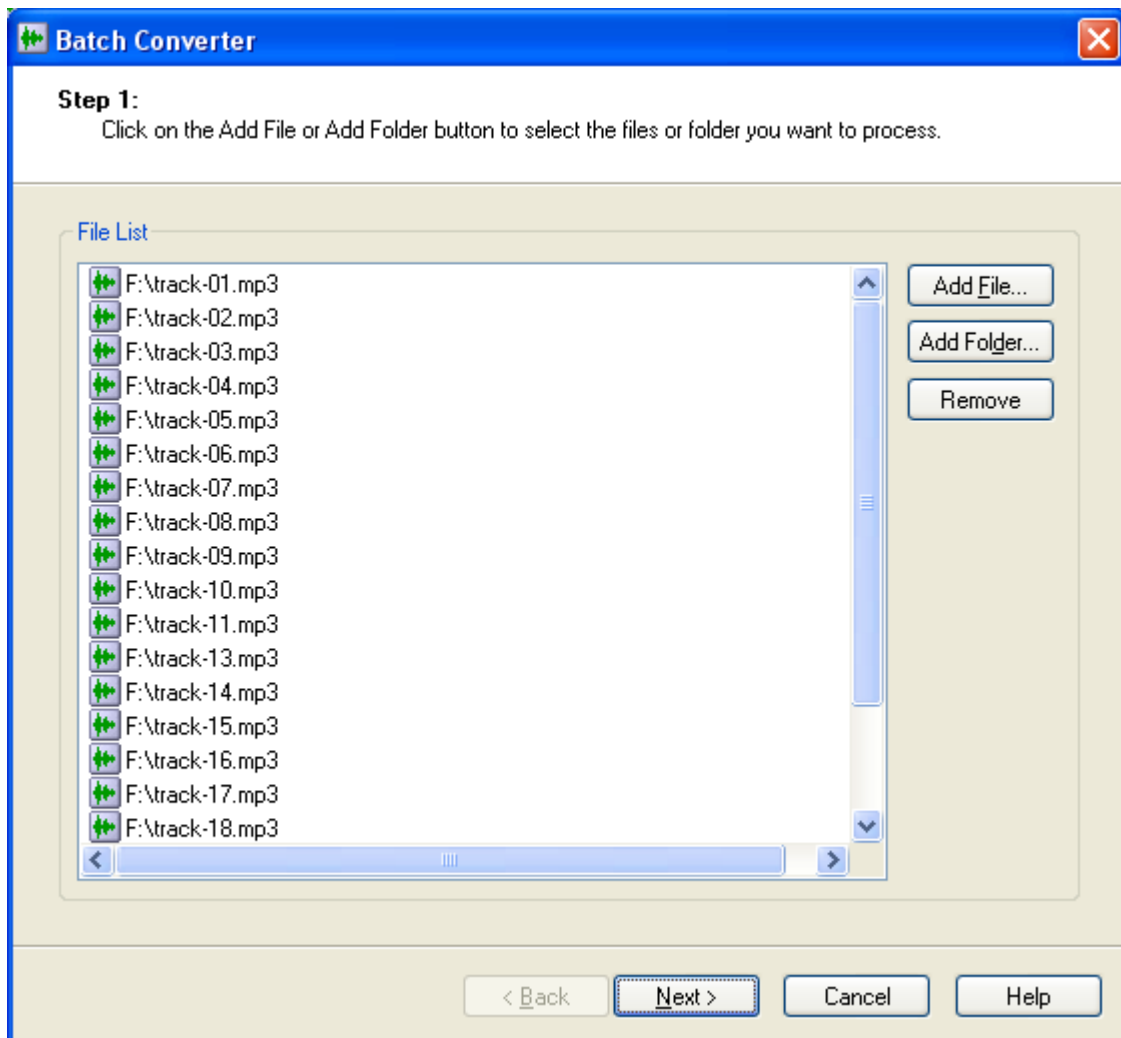 Batch Converter
Step 1:
Click on the Add File or Add Folder button to select the files or folder you want to process.
File List
F:\track-01.mp3
F:\track-02.mp3
F:\track-03.mp3
F:\track-04.mp3
F:\track-05.mp3
F:\track-06.mp3
F:\track-07.mp3
F:\track-08.mp3
F:\track-09.mp3
F:\track-10.mp3
F:\track-11.mp3
F:\track-13.mp3
F:\track-14.mp3
F:\track-15.mp3
F:\track-16.mp3
F:\track-17.mp3
F:\track-18.mp3
Add File...
Add Folder...
Remove
< Back
Next >
Cancel
Help